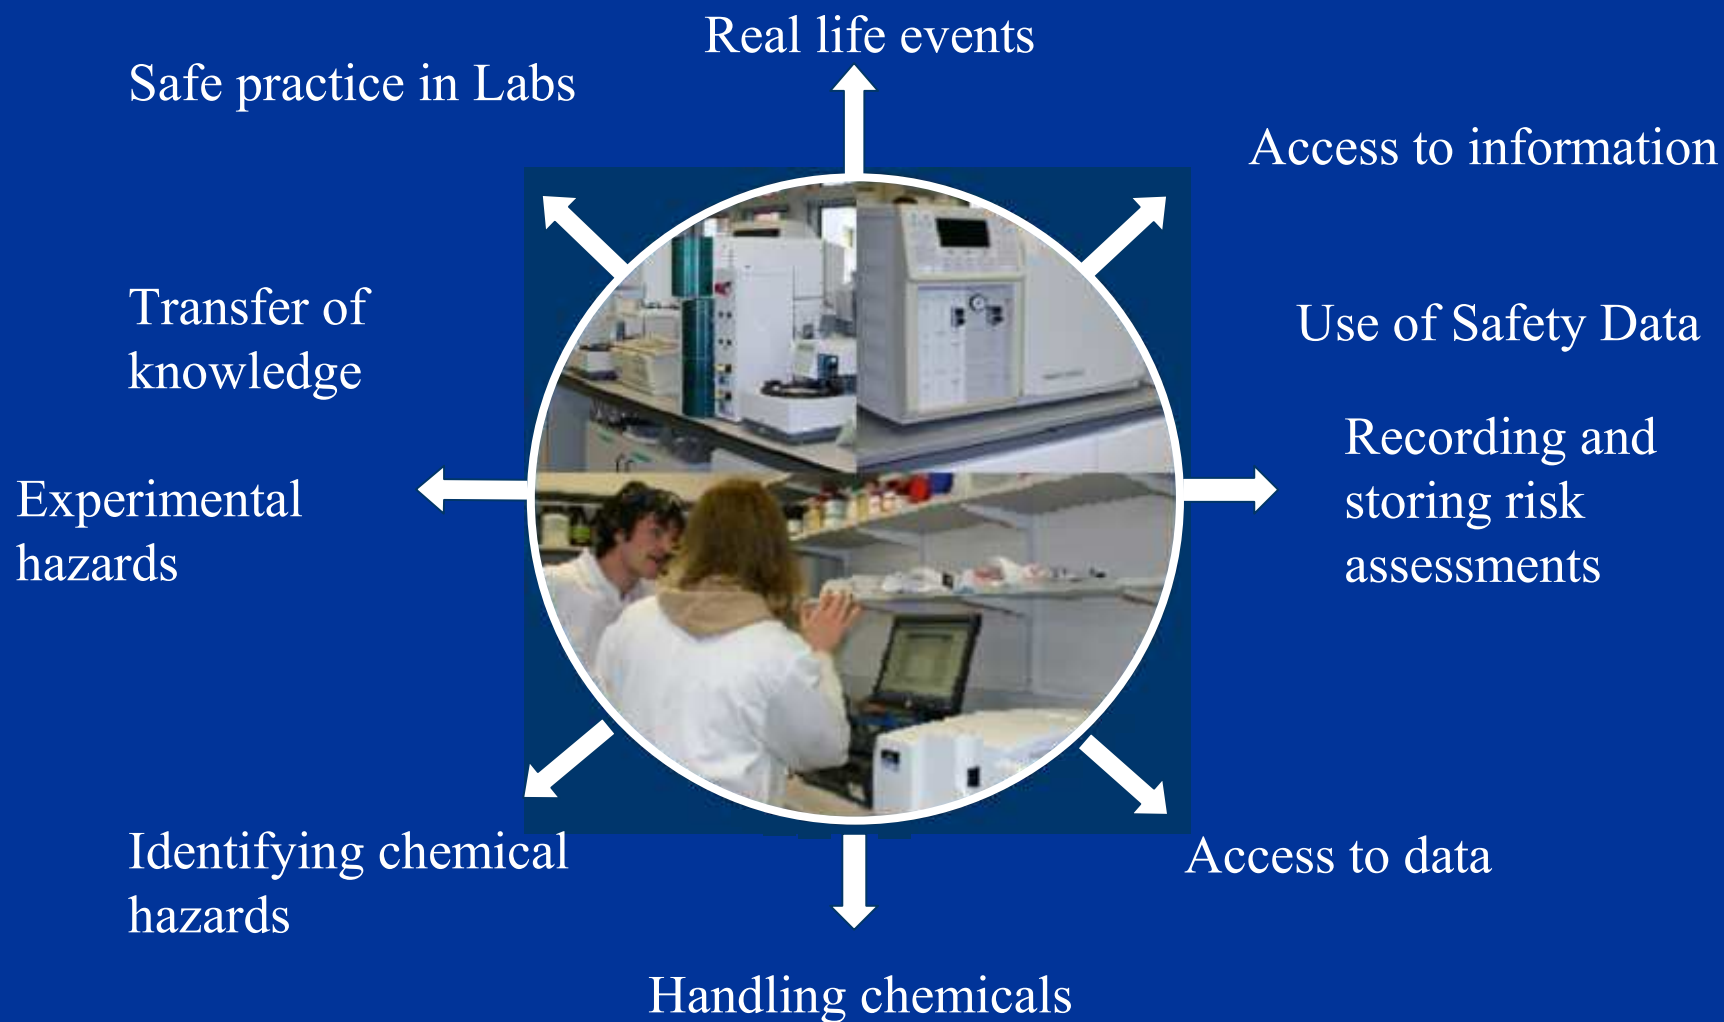 Real life events
Safe practice in Labs
Access to information
Transfer of
knowledge
Use of Safety Data
Recording and
storing risk
assessments
Experimental
hazards
Identifying chemical
hazards
Access to data
Handling chemicals